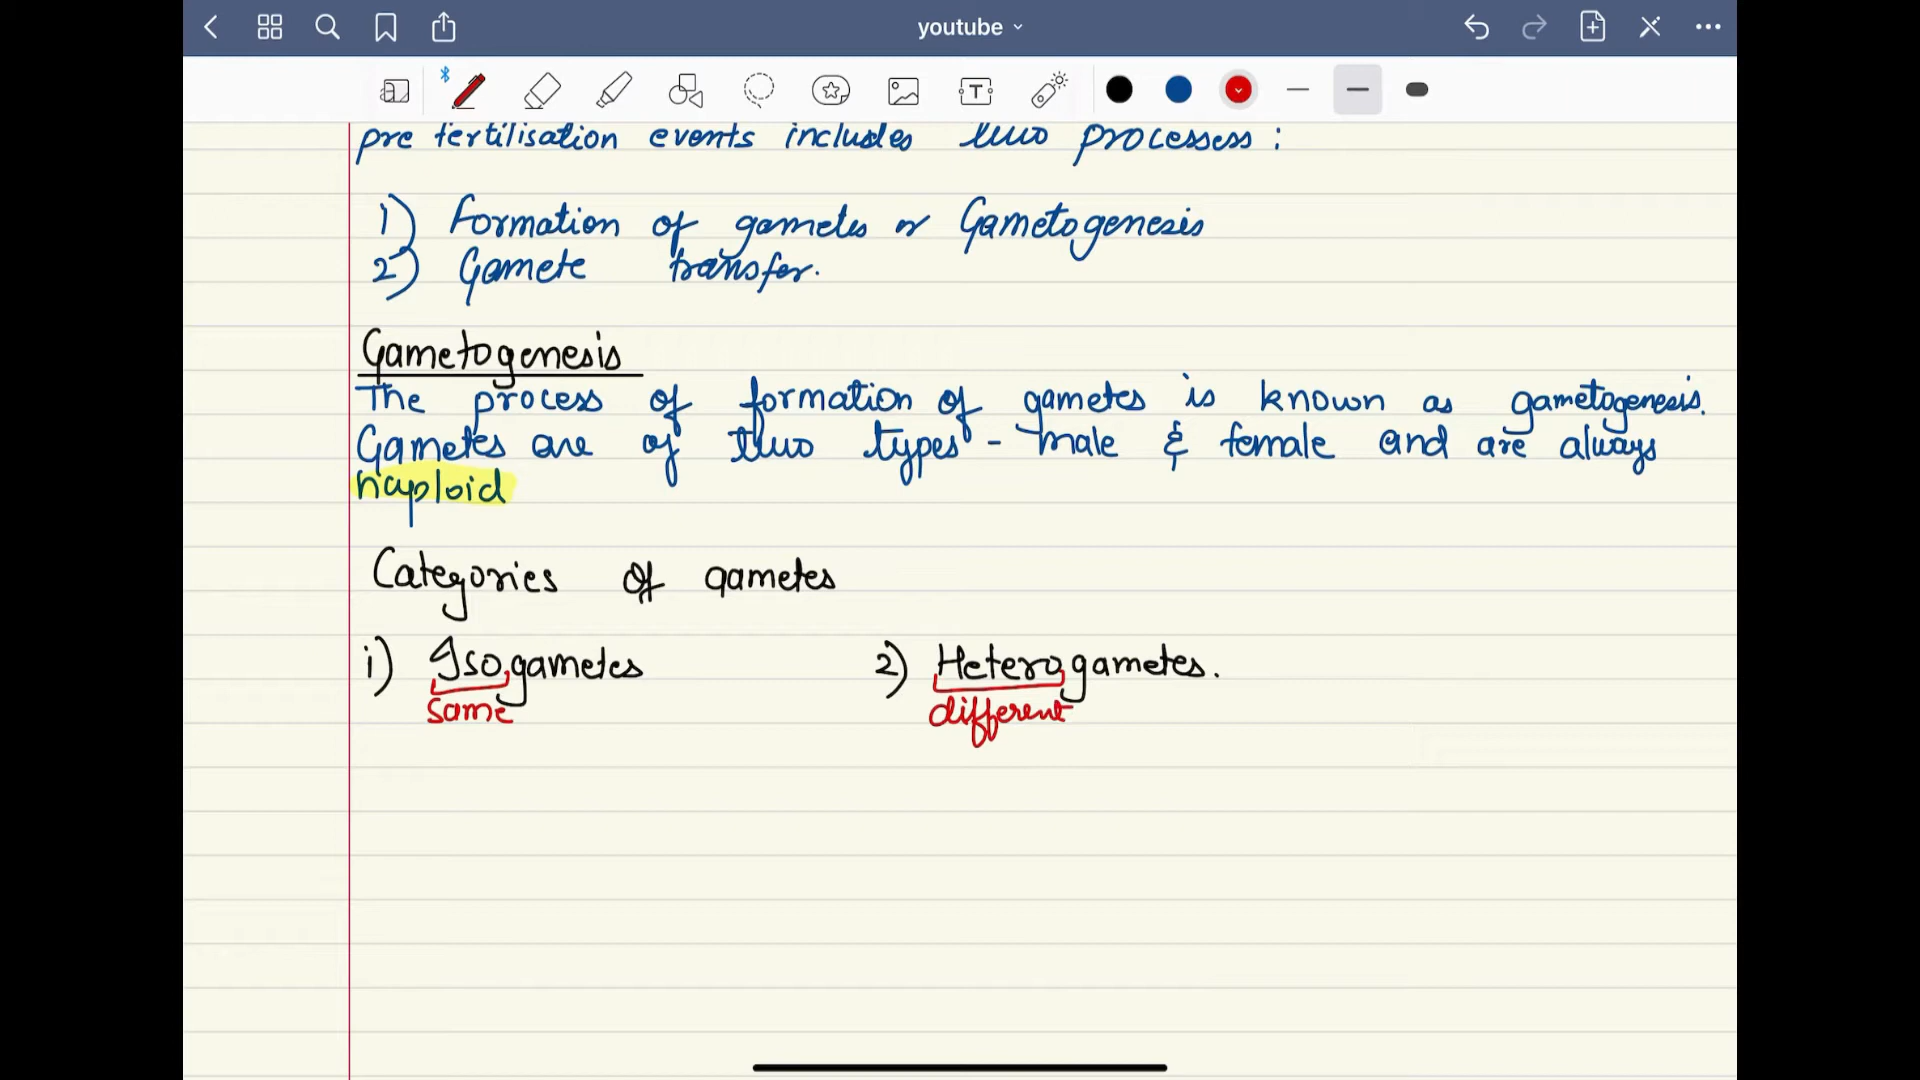 youtube
pre fertilisation events includes two processess :
1) Formation of gametes or Gametogenesis
2) Gamete transfer.
Gametogenesis
The process of formation of gametes is known as gametogenesis.
Gametes are of two types - male & female and are always
haploid
Categories of gametes
i) Isogametes 2) Heterogametes.
same different